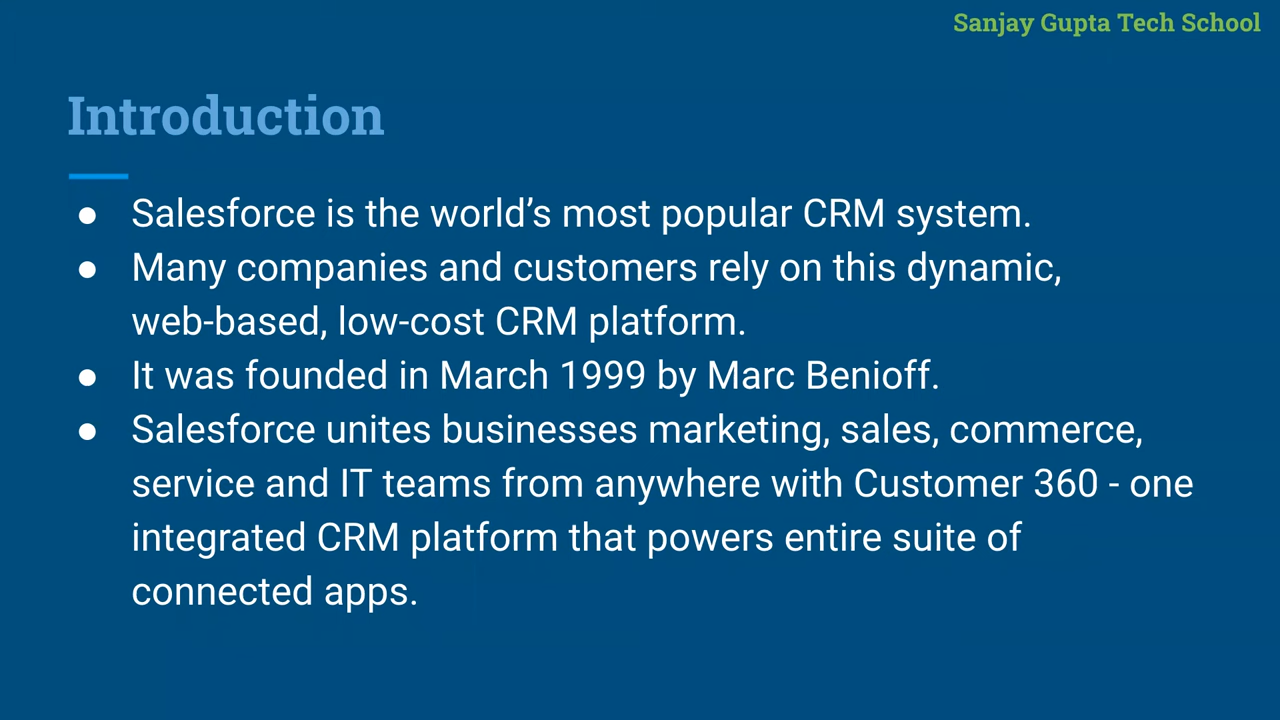 Sanjay Gupta Tech School
Introduction
● Salesforce is the world’s most popular CRM system.
● Many companies and customers rely on this dynamic,
web-based, low-cost CRM platform.
● It was founded in March 1999 by Marc Benioff.
● Salesforce unites businesses marketing, sales, commerce,
service and IT teams from anywhere with Customer 360 - one
integrated CRM platform that powers entire suite of
connected apps.